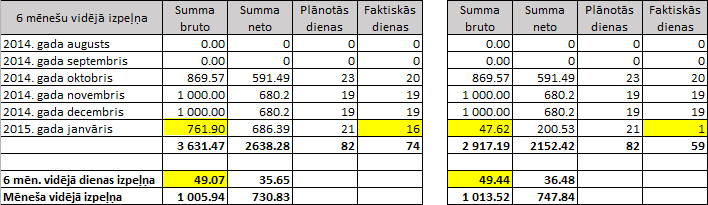 6 mēnešu vidējā izpeļņa Summa bruto Summa neto Plānotās dienas Faktiskās dienas Summa bruto Summa neto Plānotās dienas Faktiskās dienas
2014. gada augusts 0.00 0 0 0 0.00 0 0 0
2014. gada septembris 0.00 0 0 0 0.00 0 0 0
2014. gada oktobris 869.57 591.49 23 20 869.57 591.49 23 20
2014. gada novembris 1 000.00 680.2 19 19 1 000.00 680.2 19 19
2014. gada decembris 1 000.00 680.2 19 19 1 000.00 680.2 19 19
2015. gada janvāris 761.90 686.39 21 16 47.62 200.53 21 1
3 631.47 2638.28 82 74 2 917.19 2152.42 82 59
6 mēn. vidējā dienas izpeļņa 49.07 35.65 49.44 36.48
Mēneša vidējā izpeļņa 1 005.94 730.83 1 013.52 747.84